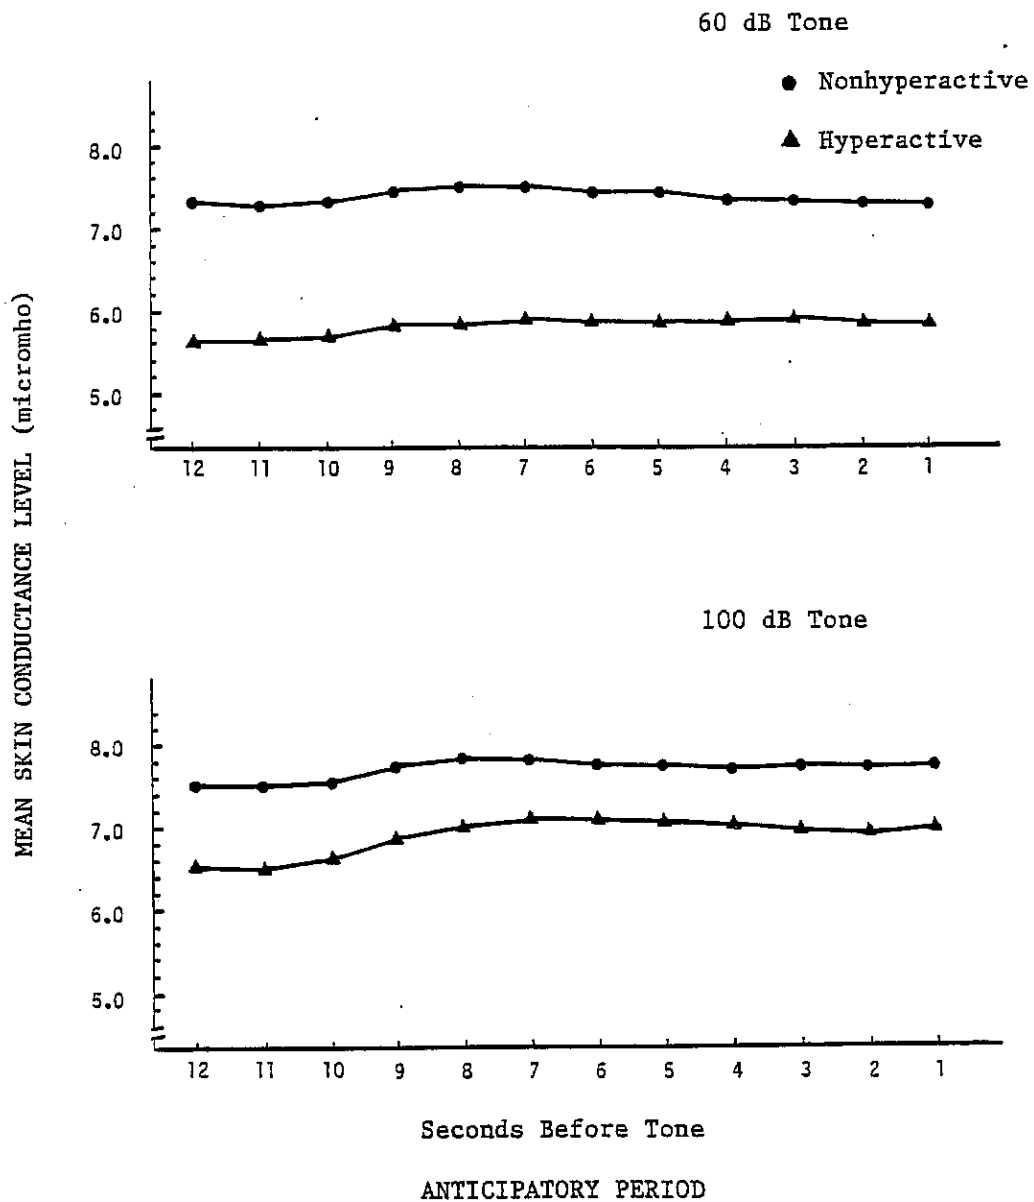 60 dB Tone
Nonhyperactive
Hyperactive
8.0
7.0
6.0
5.0
12 11 10 9 8 7 6 5 4 3 2 1
MEAN SKIN CONDUCTANCE LEVEL (micromho)
100 dB Tone
8.0
7.0
6.0
5.0
12 11 10 9 8 7 6 5 4 3 2 1
Seconds Before Tone
ANTICIPATORY PERIOD